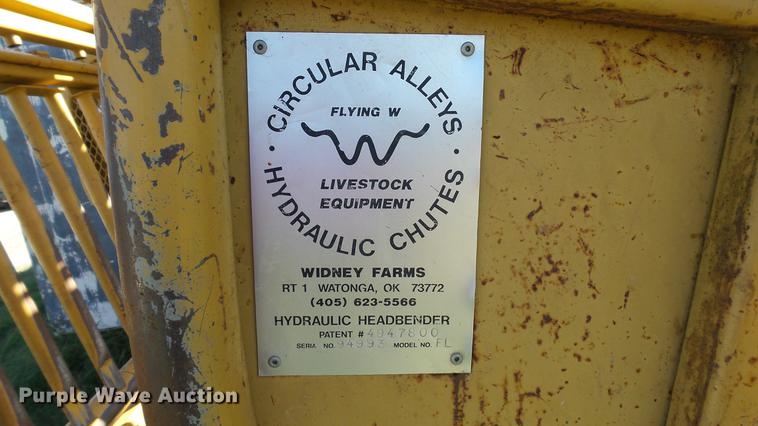 CIRCULAR ALLEYS
FLYING W
W
LIVESTOCK
EQUIPMENT
· HYDRAULIC CHUTES ·
WIDNEY FARMS
RT 1 WATONGA, OK 73772
(405) 623-5566
HYDRAULIC HEADBENDER
PATENT # 4947800
SERIA NO. 94993 MODEL NO. FL
Purple Wave Auction®